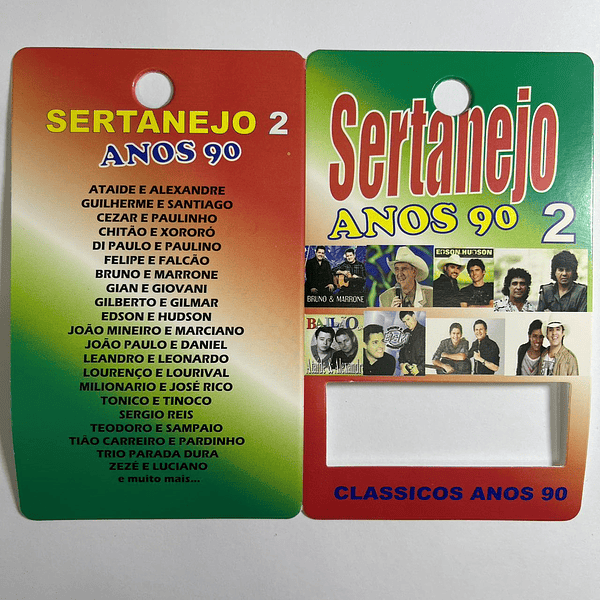 SERTANEJO 2
ANOS 90
ATAIDE E ALEXANDRE
GUILHERME E SANTIAGO
CEZAR E PAULINHO
CHITÃO E XORORÓ
DI PAULO E PAULINO
FELIPE E FALCÃO
BRUNO E MARRONE
GIAN E GIOVANI
GILBERTO E GILMAR
EDSON E HUDSON
JOÃO MINEIRO E MARCIANO
JOÃO PAULO E DANIEL
LEANDRO E LEONARDO
LOURENÇO E LOURIVAL
MILIONARIO E JOSÉ RICO
TONICO E TINOCO
SERGIO REIS
TEODORO E SAMPAIO
TIÃO CARREIRO E PARDINHO
TRIO PARADA DURA
ZEZÉ E LUCIANO
e muito mais...
Sertanejo
ANOS 90 2
BRUNO & MARRONE
EDSON & HUDSON
BAILÃO
Ataide & Alexandre
CLASSICOS ANOS 90